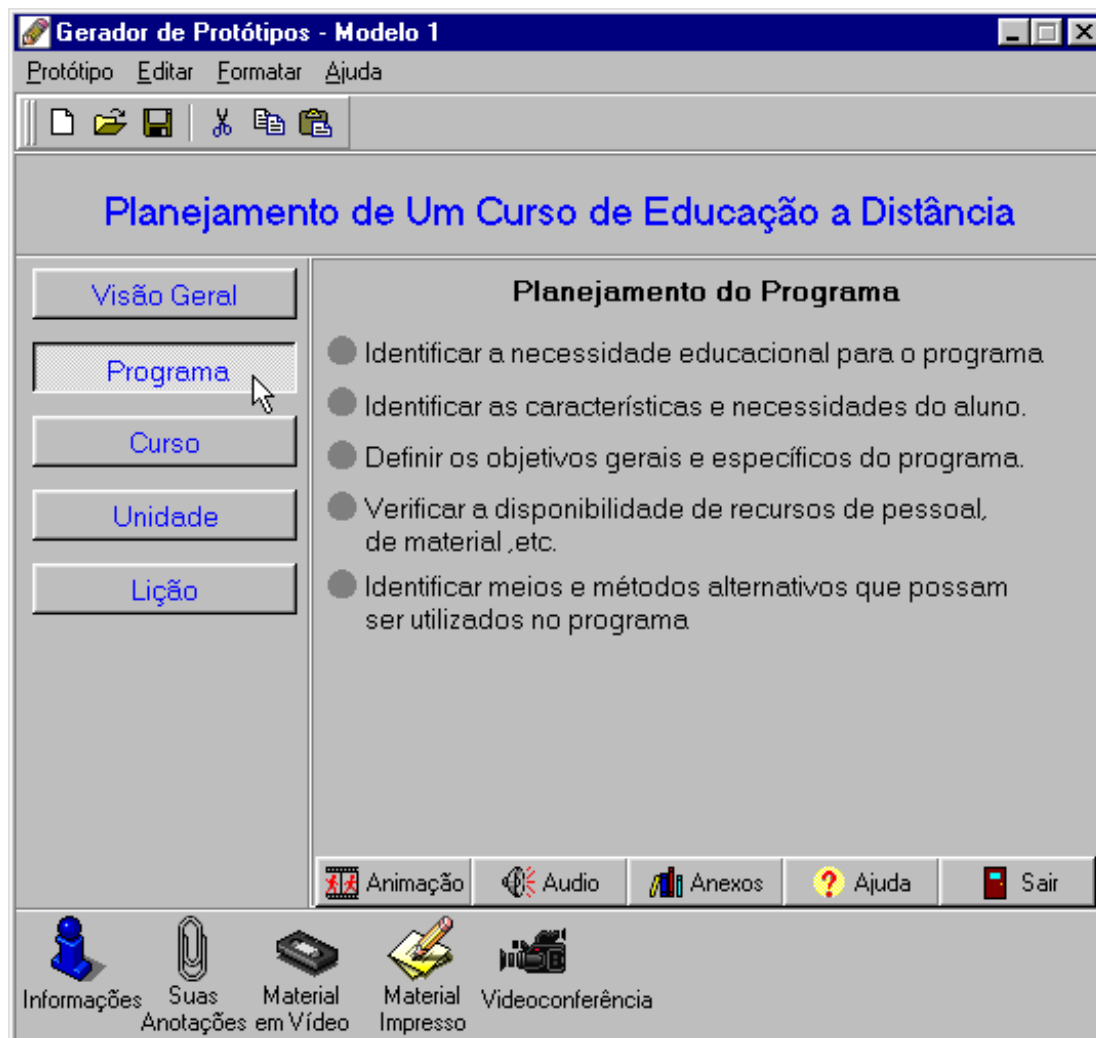 Gerador de Protótipos - Modelo 1
Protótipo Editar Formatar Ajuda
Planejamento de Um Curso de Educação a Distância
Visão Geral
Programa
Curso
Unidade
Lição
Planejamento do Programa
Identificar a necessidade educacional para o programa
Identificar as características e necessidades do aluno.
Definir os objetivos gerais e específicos do programa.
Verificar a disponibilidade de recursos de pessoal,
de material ,etc.
Identificar meios e métodos alternativos que possam
ser utilizados no programa
Animação Audio Anexos ? Ajuda Sair
Informações
Suas
Anotações
Material
em Vídeo
Material
Impresso
Videoconferência